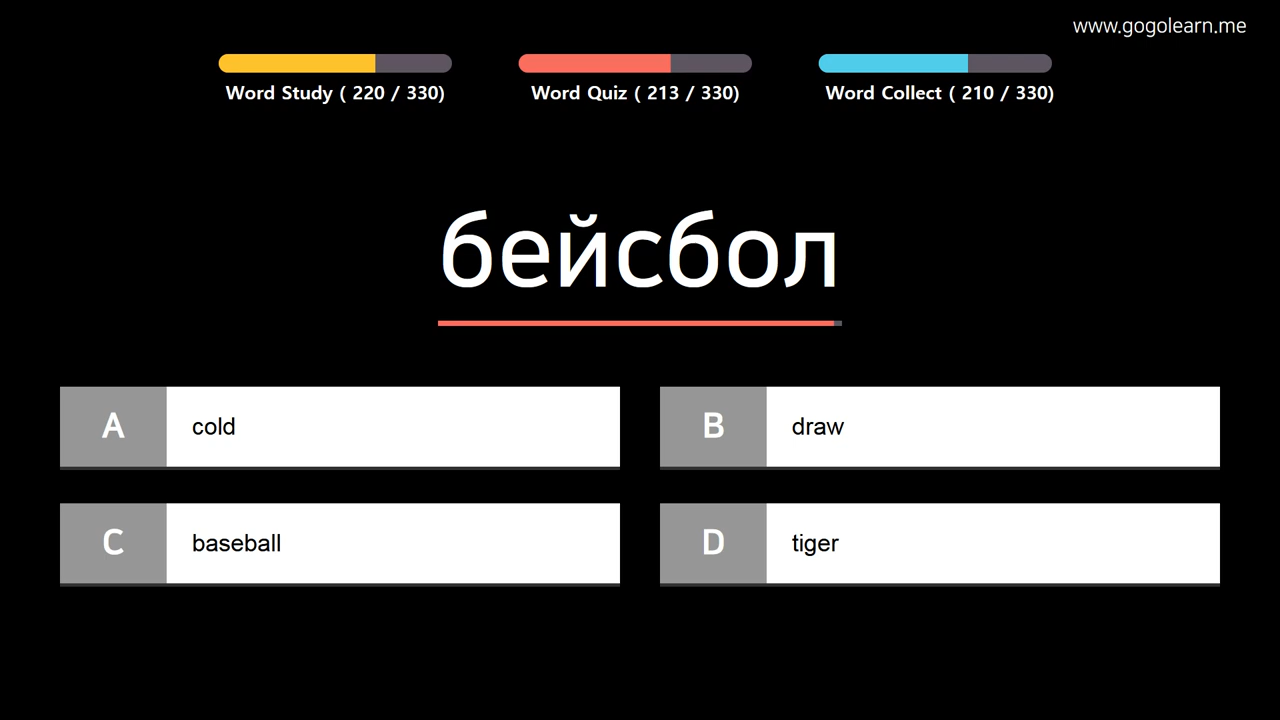 www.gogolearn.me
Word Study ( 220 / 330)
Word Quiz ( 213 / 330)
Word Collect ( 210 / 330)
бейсбол
A cold
B draw
C baseball
D tiger